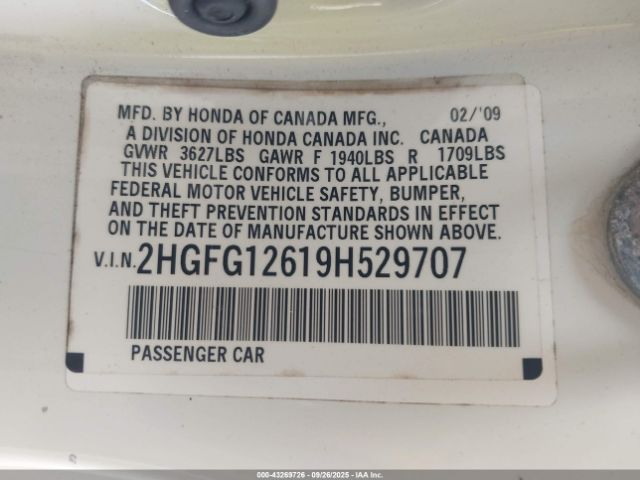 MFD. BY HONDA OF CANADA MFG., 02/'09
A DIVISION OF HONDA CANADA INC. CANADA
GVWR 3627LBS GAWR F 1940LBS R 1709LBS
THIS VEHICLE CONFORMS TO ALL APPLICABLE
FEDERAL MOTOR VEHICLE SAFETY, BUMPER,
AND THEFT PREVENTION STANDARDS IN EFFECT
ON THE DATE OF MANUFACTURE SHOWN ABOVE.
V.I.N. 2HGFG12619H529707
PASSENGER CAR
000-43269726 - 09/26/2025 - IAA Inc.